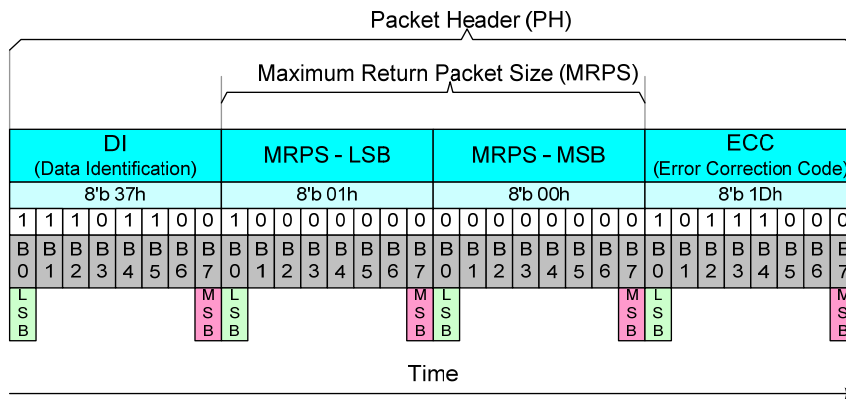 Packet Header (PH)
Maximum Return Packet Size (MRPS)
DI
(Data Identification)
MRPS - LSB
MRPS - MSB
ECC
(Error Correction Code)
8'b 37h
8'b 01h
8'b 00h
8'b 1Dh
1 1 1 0 1 1 0 0 1 0 0 0 0 0 0 0 0 0 0 0 0 0 0 0 1 0 1 1 1 0 0 0
B0 B1 B2 B3 B4 B5 B6 B7 B0 B1 B2 B3 B4 B5 B6 B7 B0 B1 B2 B3 B4 B5 B6 B7 B0 B1 B2 B3 B4 B5 B6 B7
LSB MSB LSB MSB LSB MSB LSB MSB
Time